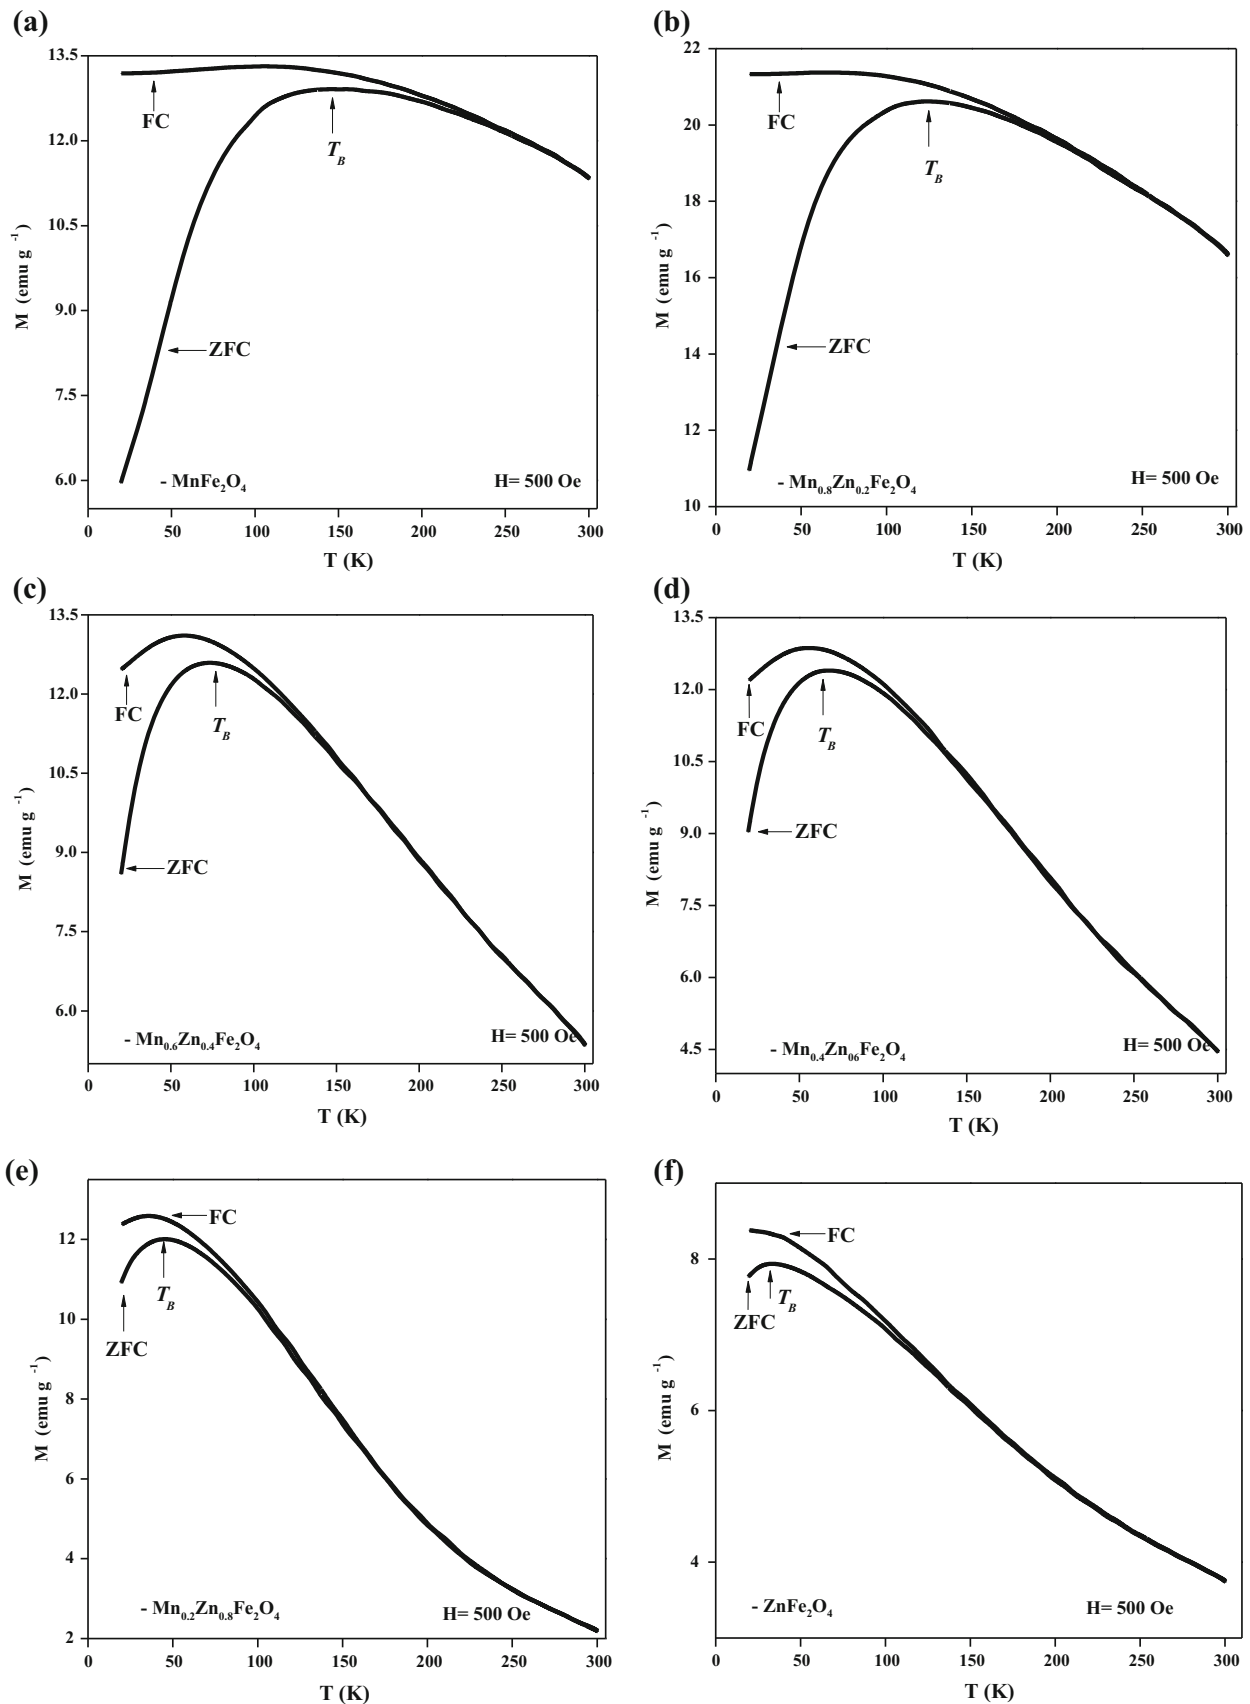 (a)
13.5
12.0
10.5
9.0
7.5
6.0
M (emu g -1)
FC
T_B
ZFC
- MnFe2O4
H= 500 Oe
0 50 100 150 200 250 300
T (K)
(b)
22
20
18
16
14
12
10
M (emu g -1)
FC
T_B
ZFC
- Mn0.8Zn0.2Fe2O4
H= 500 Oe
0 50 100 150 200 250 300
T (K)
(c)
13.5
12.0
10.5
9.0
7.5
6.0
M (emu g -1)
FC
T_B
ZFC
- Mn0.6Zn0.4Fe2O4
H= 500 Oe
0 50 100 150 200 250 300
T (K)
(d)
13.5
12.0
10.5
9.0
7.5
6.0
4.5
M (emu g -1)
FC
T_B
ZFC
- Mn0.4Zn06Fe2O4
H= 500 Oe
0 50 100 150 200 250 300
T (K)
(e)
12
10
8
6
4
2
M (emu g -1)
FC
T_B
ZFC
- Mn0.2Zn0.8Fe2O4
H= 500 Oe
0 50 100 150 200 250 300
T (K)
(f)
8
6
4
M (emu g -1)
FC
ZFC
T_B
- ZnFe2O4
H= 500 Oe
0 50 100 150 200 250 300
T (K)